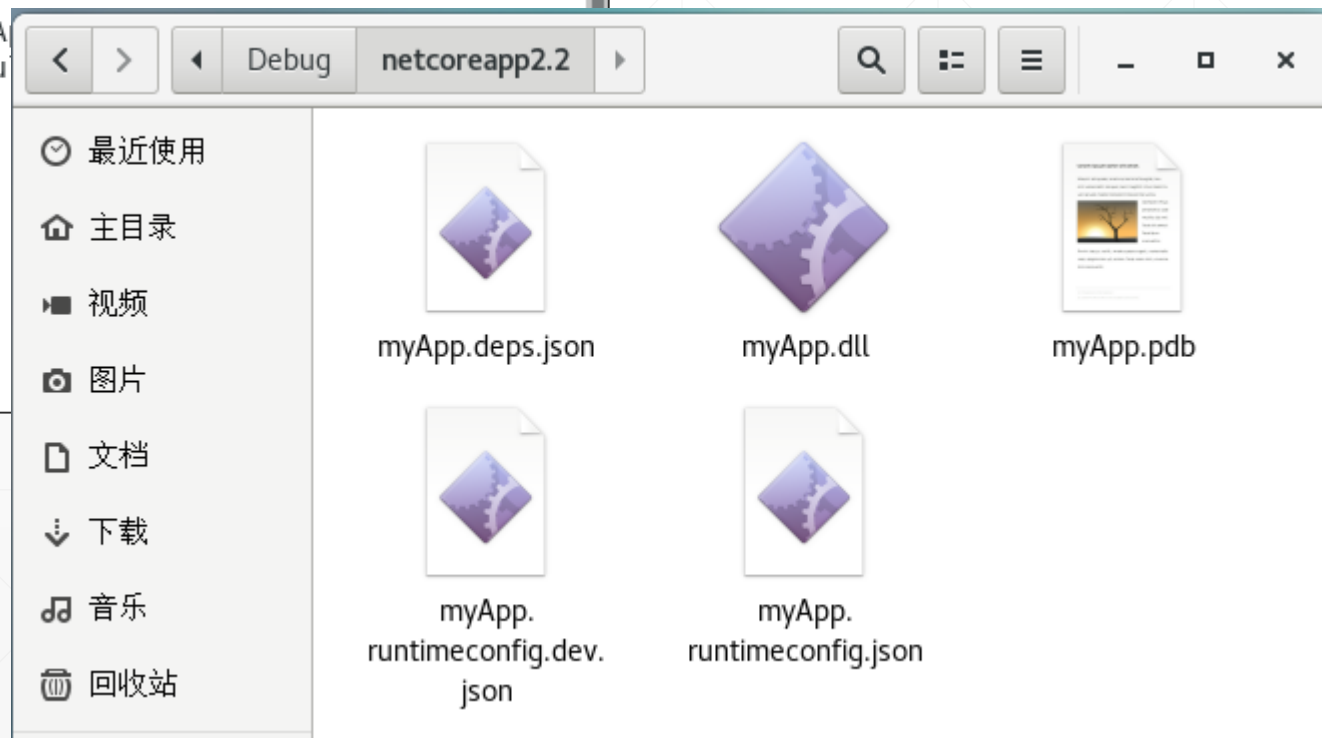 Debug
netcoreapp2.2
最近使用
主目录
视频
图片
文档
下载
音乐
回收站
myApp.deps.json
myApp.dll
myApp.pdb
myApp.
runtimeconfig.dev.
json
myApp.
runtimeconfig.json